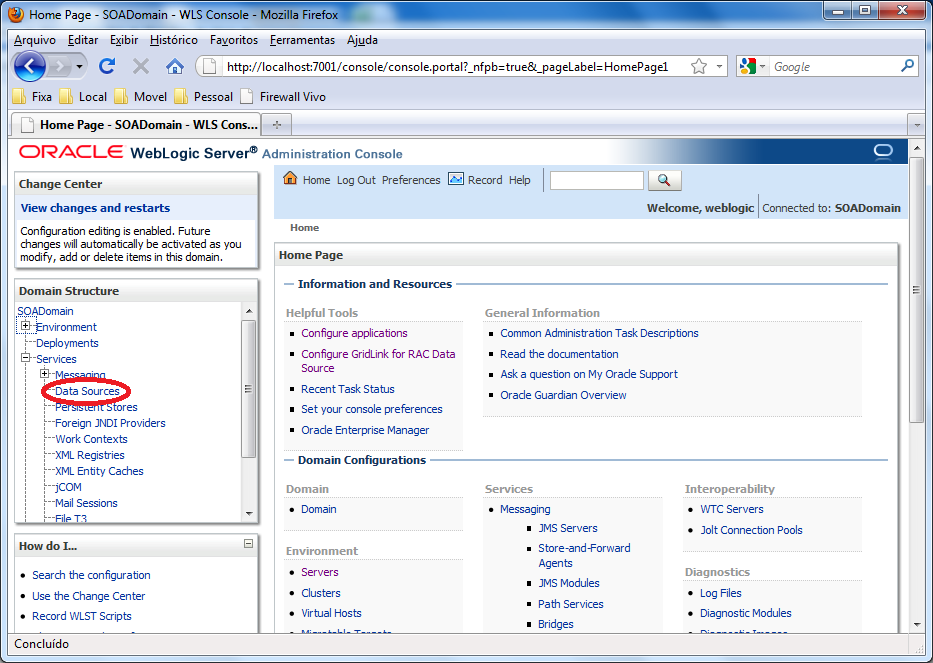 Home Page - SOADomain - WLS Console - Mozilla Firefox
Arquivo Editar Exibir Histórico Favoritos Ferramentas Ajuda
http://localhost:7001/console/console.portal?_nfpb=true&_pageLabel=HomePage1
Google
Fixa Local Movel Pessoal Firewall Vivo
Home Page - SOADomain - WLS Cons...
ORACLE WebLogic Server® Administration Console
Change Center
View changes and restarts
Configuration editing is enabled. Future
changes will automatically be activated as you
modify, add or delete items in this domain.
Domain Structure
SOADomain
Environment
Deployments
Services
Messaging
Data Sources
Persistent Stores
Foreign JNDI Providers
Work Contexts
XML Registries
XML Entity Caches
jCOM
Mail Sessions
File T3
How do I...
Search the configuration
Use the Change Center
Record WLST Scripts
Home Log Out Preferences Record Help
Welcome, weblogic Connected to: SOADomain
Home
Home Page
Information and Resources
Helpful Tools
Configure applications
Configure GridLink for RAC Data
Source
Recent Task Status
Set your console preferences
Oracle Enterprise Manager
General Information
Common Administration Task Descriptions
Read the documentation
Ask a question on My Oracle Support
Oracle Guardian Overview
Domain Configurations
Domain
Domain
Environment
Servers
Clusters
Virtual Hosts
Migratable Targets
Services
Messaging
JMS Servers
Store-and-Forward
Agents
JMS Modules
Path Services
Bridges
Interoperability
WTC Servers
Jolt Connection Pools
Diagnostics
Log Files
Diagnostic Modules
Diagnostic Images
Concluído